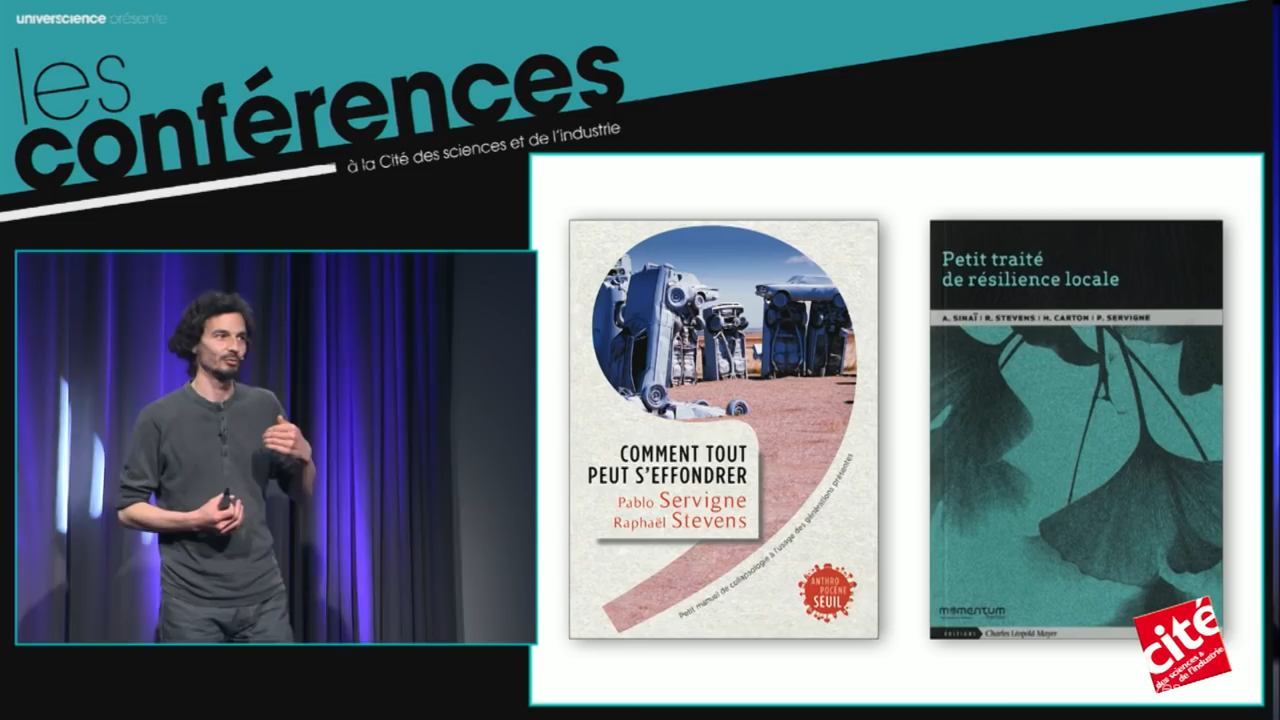 universcience présente
les
conférences
à la Cité des sciences et de l'industrie
COMMENT TOUT
PEUT S'EFFONDRER
Pablo Servigne
Raphaël Stevens
Petit manuel de collapsologie à l'usage des générations présentes
ANTHRO
POCÈNE
SEUIL
Petit traité
de résilience locale
A. SINAÏ | R. STEVENS | H. CARTON | P. SERVIGNE
momentum
ÉDITIONS Charles Léopold Mayer
cité
des sciences &
de l'industrie